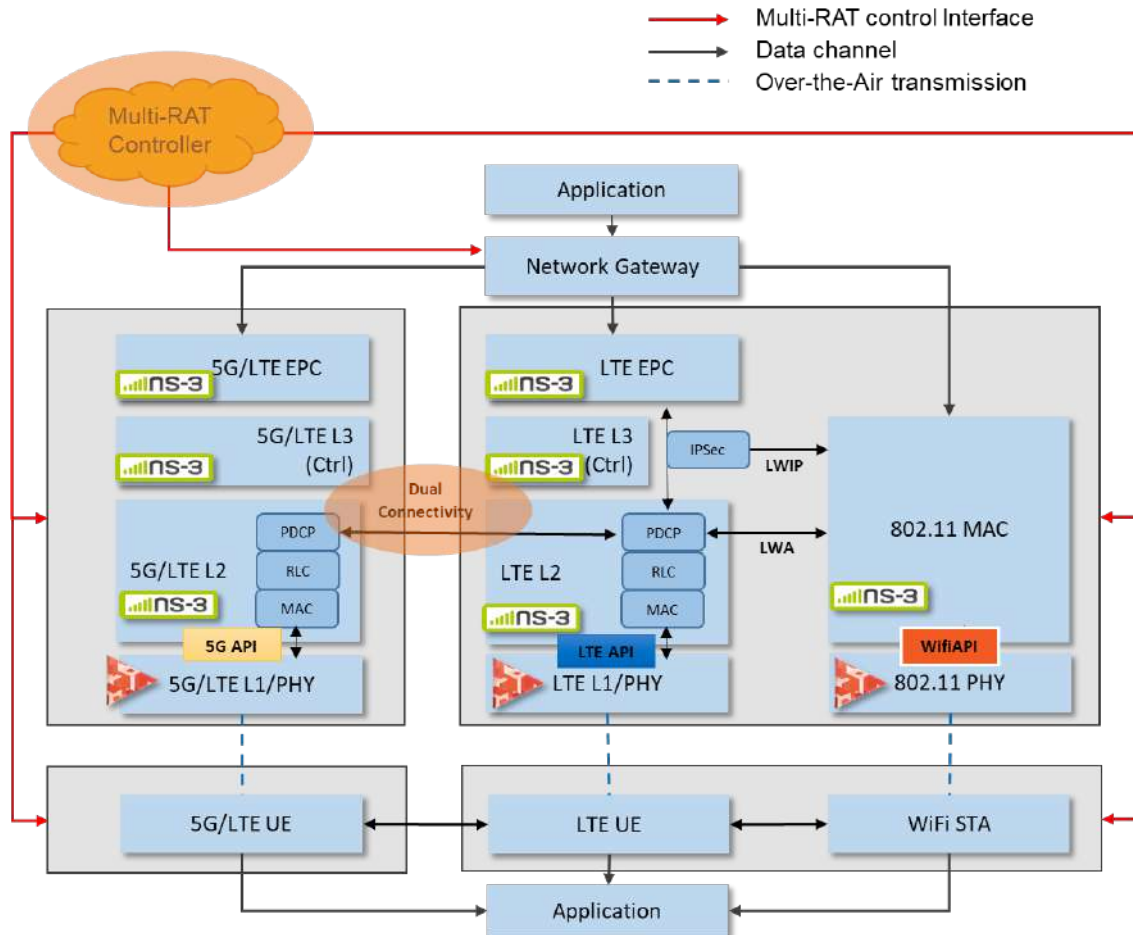 Multi-RAT control Interface
Data channel
Over-the-Air transmission
Multi-RAT
Controller
Application
Network Gateway
5G/LTE EPC
ns-3
LTE EPC
ns-3
5G/LTE L3
(Ctrl)
ns-3
LTE L3
(Ctrl)
ns-3
IPSec
LWIP
802.11 MAC
ns-3
Dual
Connectivity
5G/LTE L2
ns-3
PDCP
RLC
MAC
LTE L2
ns-3
PDCP
RLC
MAC
LWA
5G API
LTE API
WifiAPI
5G/LTE L1/PHY
LTE L1/PHY
802.11 PHY
5G/LTE UE
LTE UE
WiFi STA
Application